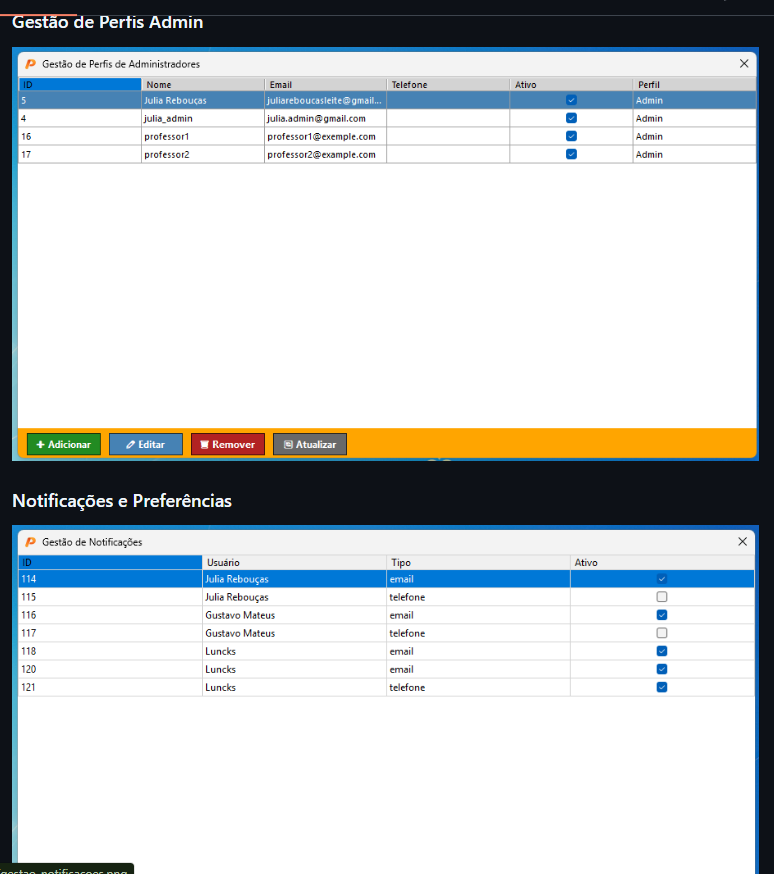 Gestão de Perfis Admin
Gestão de Perfis de Administradores
ID Nome Email Telefone Ativo Perfil
5 Julia Rebouças juliareboucasleite@gmail... Admin
4 julia_admin julia.admin@gmail.com Admin
16 professor1 professor1@exemple.com Admin
17 professor2 professor2@example.com Admin
Adicionar Editar Remover Atualizar
Notificações e Preferências
Gestão de Notificações
ID Usuário Tipo Ativo
114 Julia Rebouças email
115 Julia Rebouças telefone
116 Gustavo Mateus email
117 Gustavo Mateus telefone
118 Luncks email
120 Luncks email
121 Luncks telefone
gestao_notificacoes.png